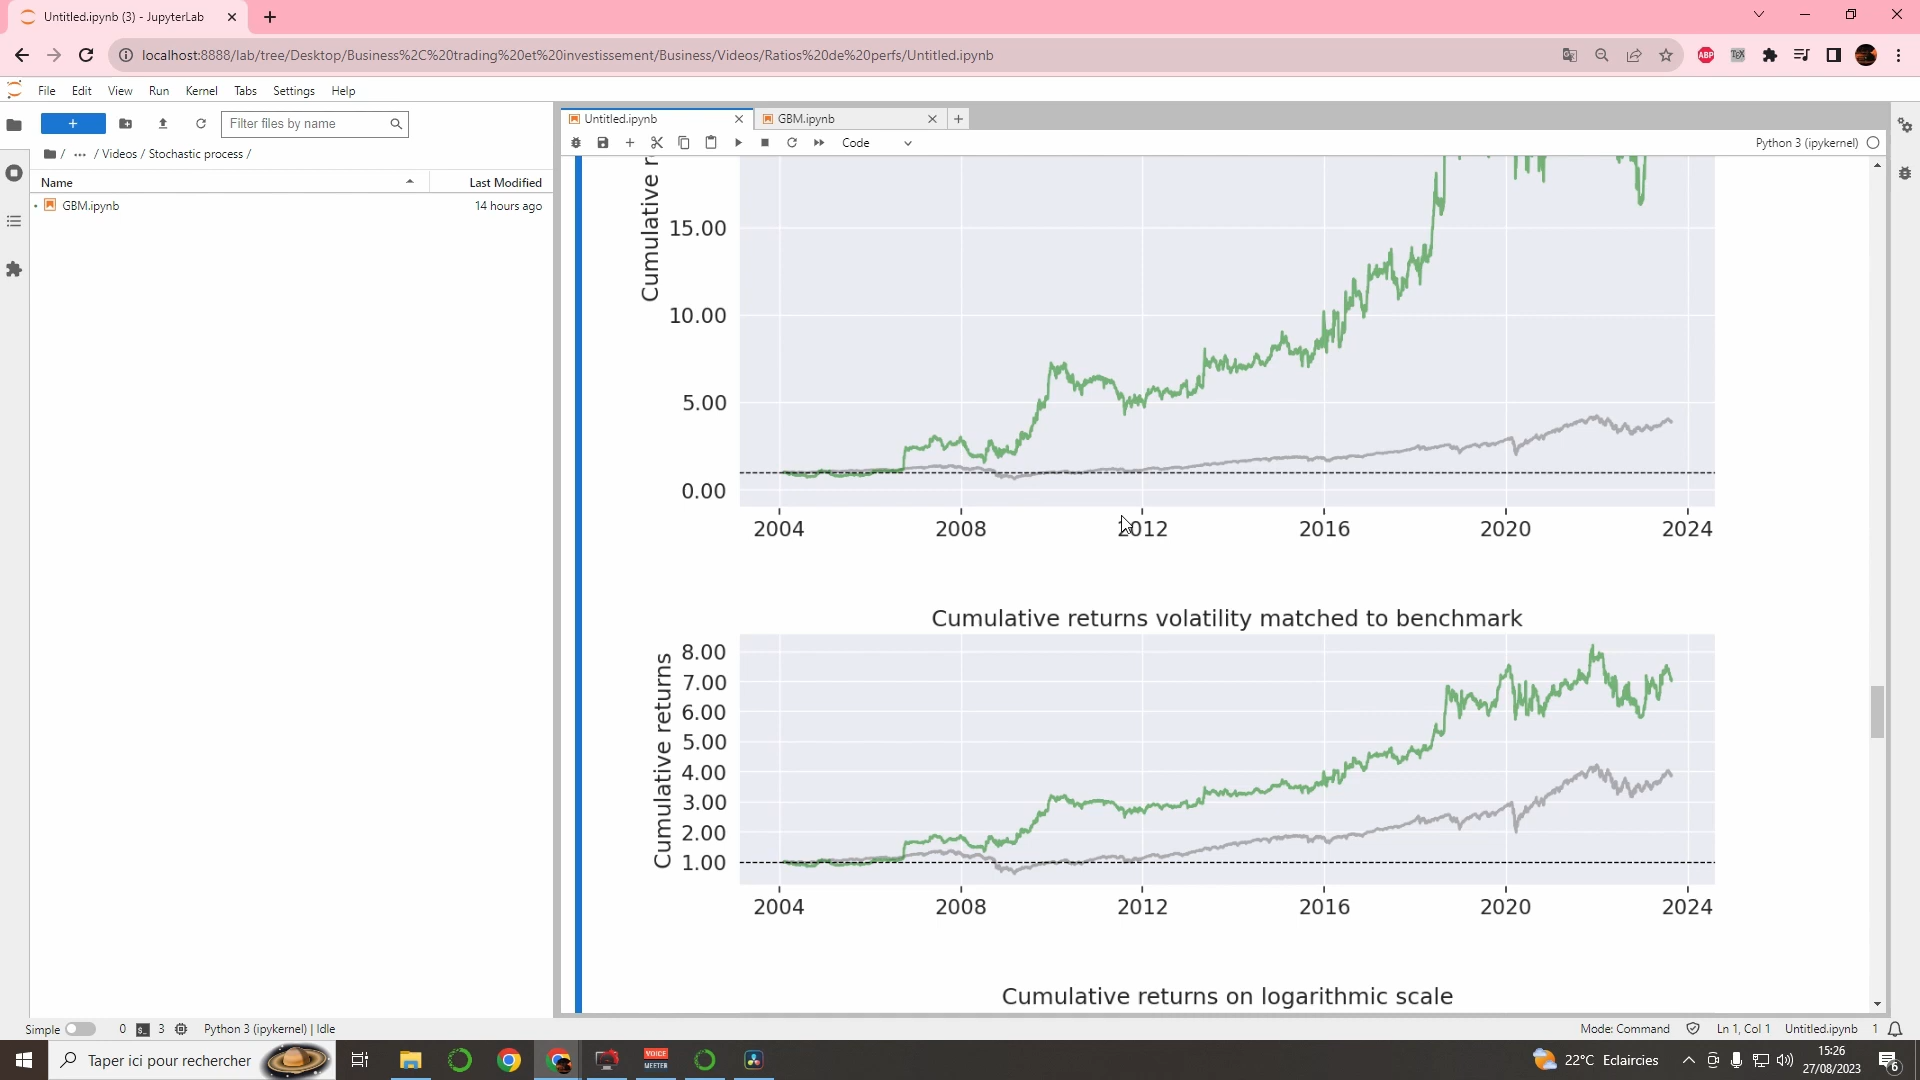 Untitled.ipynb (3) - JupyterLab
localhost:8888/lab/tree/Desktop/Business%2C%20trading%20et%20investissement/Business/Videos/Ratios%20de%20perfs/Untitled.ipynb
ABP
TeX
File Edit View Run Kernel Tabs Settings Help
Filter files by name
/ ... / Videos / Stochastic process /
Name Last Modified
GBM.ipynb 14 hours ago
Untitled.ipynb GBM.ipynb
Code Python 3 (ipykernel)
Cumulative r
15.00
10.00
5.00
0.00
2004 2008 2012 2016 2020 2024
Cumulative returns volatility matched to benchmark
Cumulative returns
8.00
7.00
6.00
5.00
4.00
3.00
2.00
1.00
2004 2008 2012 2016 2020 2024
Cumulative returns on logarithmic scale
Simple 0 3 Python 3 (ipykernel) | Idle Mode: Command Ln 1, Col 1 Untitled.ipynb 1
Taper ici pour rechercher
VOICE
MEETER
22°C Eclaircies
15:26
27/08/2023
6